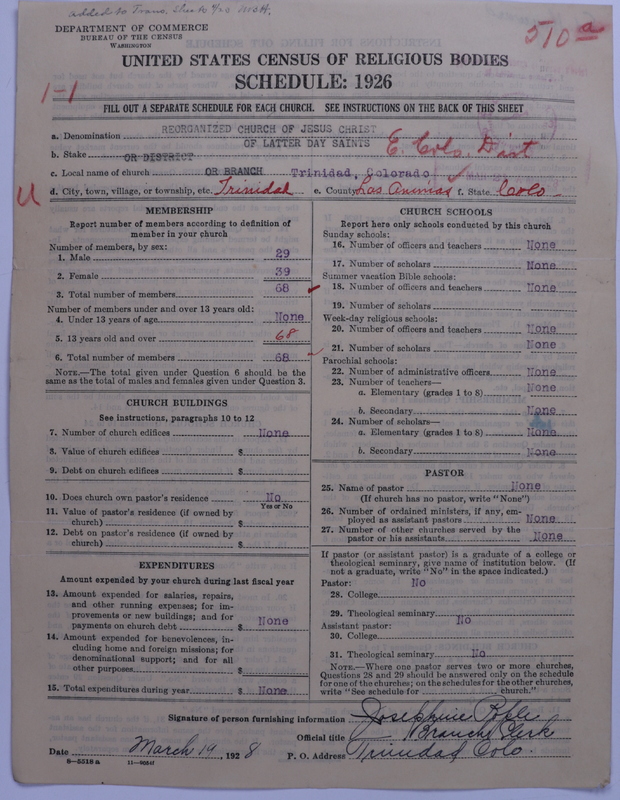 added to Trans. Sheet
DEPARTMENT OF COMMERCE
BUREAU OF THE CENSUS
WASHINGTON
510a
UNITED STATES CENSUS OF RELIGIOUS BODIES
SCHEDULE: 1926
1-1
FILL OUT A SEPARATE SCHEDULE FOR EACH CHURCH. SEE INSTRUCTIONS ON THE BACK OF THIS SHEET
a. Denomination REORGANIZED CHURCH OF JESUS CHRIST
OF LATTER DAY SAINTS
b. Stake OR DISTRICT E. Colo. Dist
c. Local name of church OR BRANCH Trinidad, Colorado
U d. City, town, village, or township, etc. Trinidad e. County Las Animas f. State Colo
MEMBERSHIP
Report number of members according to definition of
member in your church
Number of members, by sex:
1. Male 29
2. Female 39
3. Total number of members 68
Number of members under and over 13 years old:
4. Under 13 years of age None
5. 13 years old and over 68
6. Total number of members 68
NOTE.—The total given under Question 6 should be
same as the total of males and females given under Question 3.
CHURCH BUILDINGS
See instructions, paragraphs 10 to 12
7. Number of church edifices None
8. Value of church edifices $
9. Debt on church edifices $
10. Does church own pastor's residence No
Yes or No
11. Value of pastor's residence (if owned by
church) $
12. Debt on pastor's residence (if owned by
church) $
EXPENDITURES
Amount expended by your church during last fiscal year
13. Amount expended for salaries, repairs,
and other running expenses; for im-
provements or new buildings; and for
payments on church debt $ None
14. Amount expended for benevolences, in-
cluding home and foreign missions; for
denominational support; and for all
other purposes $
15. Total expenditures during year $ None
CHURCH SCHOOLS
Report here only schools conducted by this church
Sunday schools:
16. Number of officers and teachers None
17. Number of scholars None
Summer vacation Bible schools:
18. Number of officers and teachers None
19. Number of scholars
Week-day religious schools:
20. Number of officers and teachers None
21. Number of scholars None
Parochial schools:
22. Number of administrative officers None
23. Number of teachers—
a. Elementary (grades 1 to 8) None
b. Secondary None
24. Number of scholars—
a. Elementary (grades 1 to 8) None
b. Secondary None
PASTOR
25. Name of pastor None
(If church has no pastor, write "None")
26. Number of ordained ministers, if any, em-
ployed as assistant pastors None
27. Number of other churches served by the
pastor or his assistants None
If pastor (or assistant pastor) is a graduate of a college or
theological seminary, give name of institution below. (If
not a graduate, write "No" in the space indicated.)
Pastor: No
28. College
29. Theological seminary
Assistant pastor: No
30. College
31. Theological seminary No
NOTE.—Where one pastor serves two or more churches,
Questions 28 and 29 should be answered only on the schedule
for one of the churches; on the schedules for the other churches,
write "See schedule for church."
Signature of person furnishing information Josephine
Official title Branch Clerk
Date March 19, 1928 P. O. Address Trinidad Colo.
8-5518 a